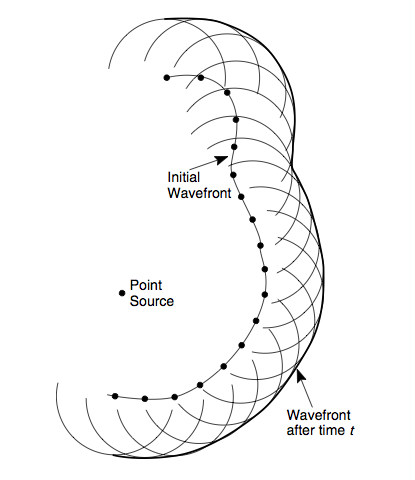 Initial
Wavefront
Point
Source
Wavefront
after time t